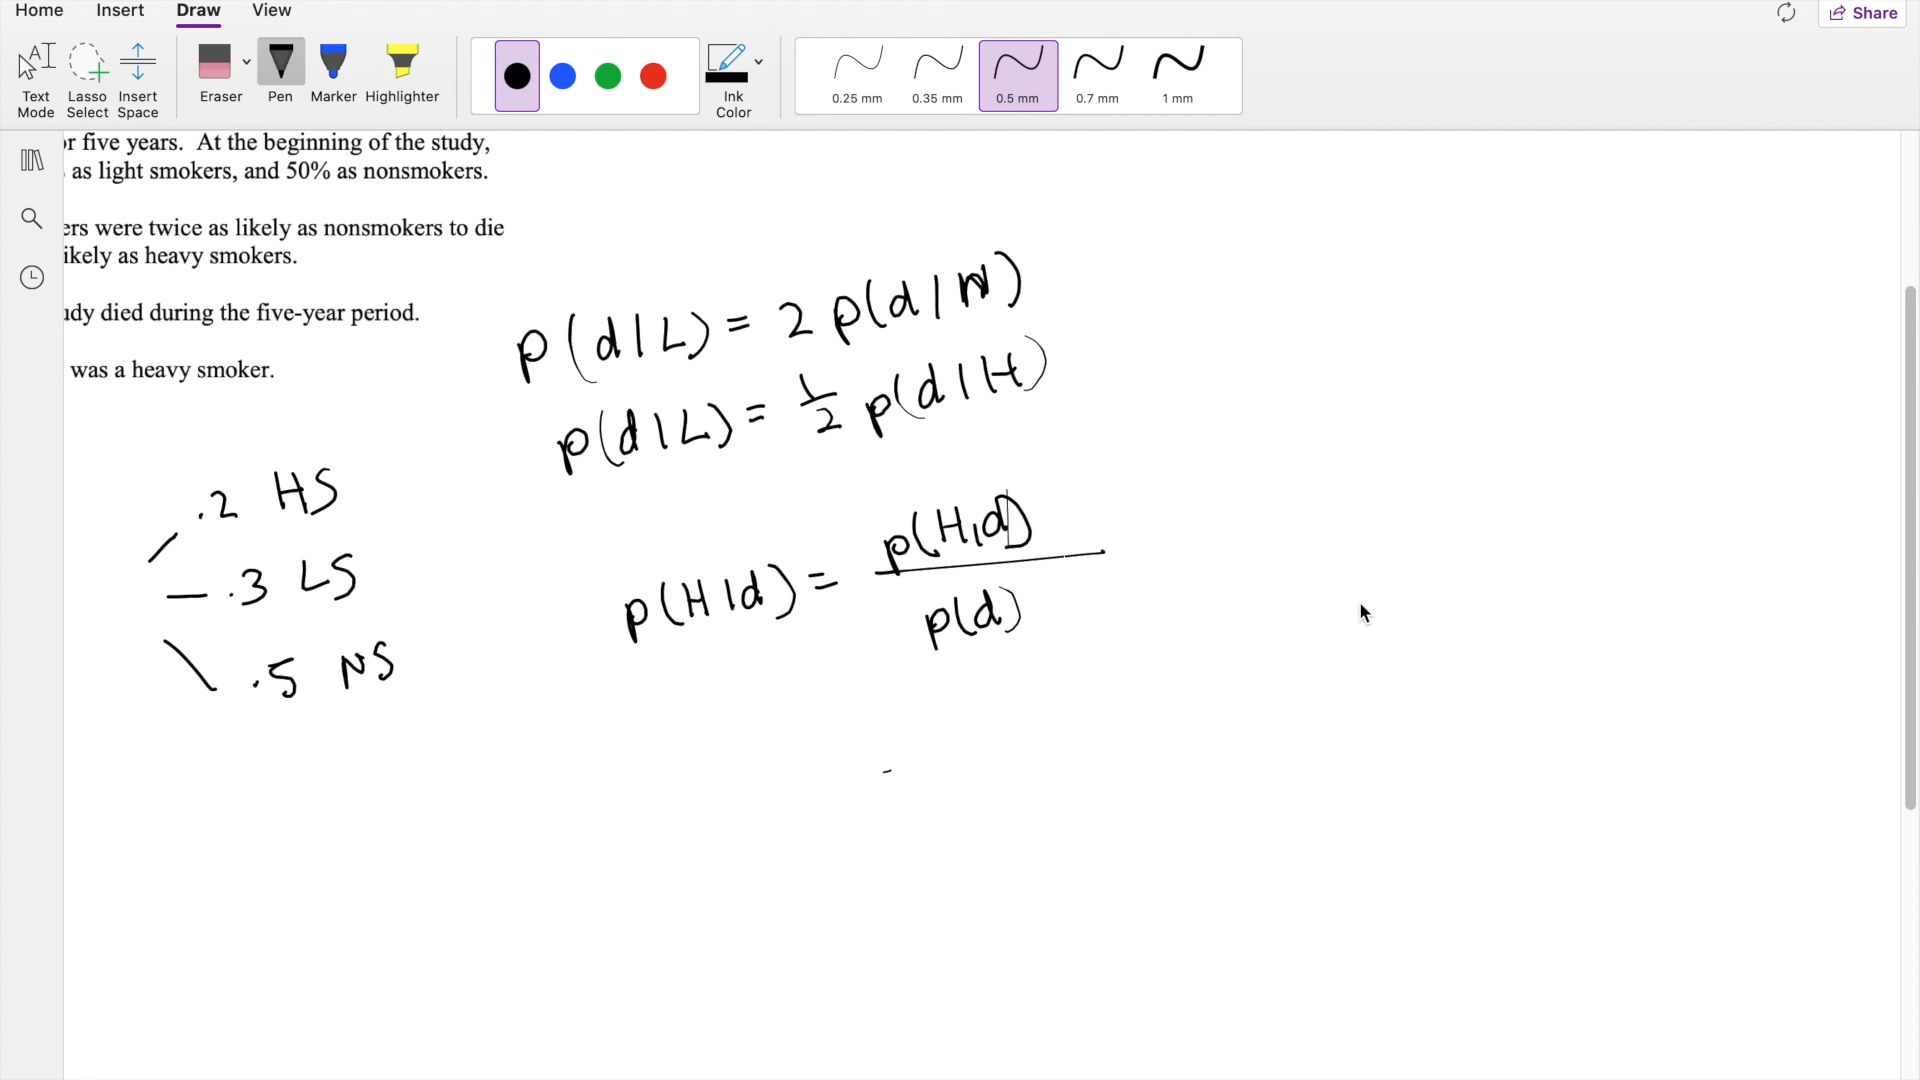 Home Insert Draw View Share
Text Mode Lasso Select Insert Space Eraser Pen Marker Highlighter Ink Color 0.25 mm 0.35 mm 0.5 mm 0.7 mm 1 mm
r five years. At the beginning of the study,
as light smokers, and 50% as nonsmokers.
ers were twice as likely as nonsmokers to die
ikely as heavy smokers.
udy died during the five-year period.
was a heavy smoker.
p(d|L) = 2 p(d|N)
p(d|L) = 1/2 p(d|H)
.2 HS
.3 LS
.5 NS
p(H|d) = p(H,d) / p(d)